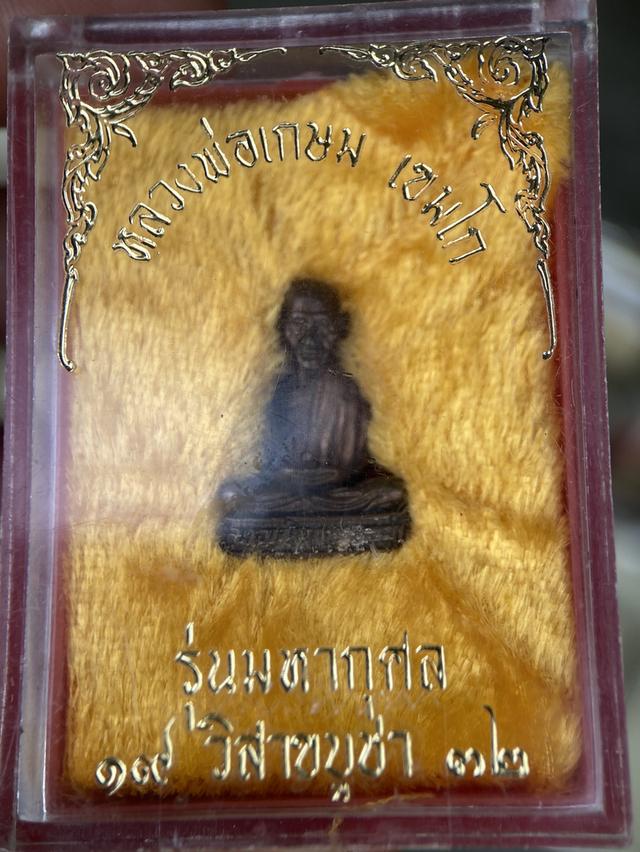 หลวงพ่อเกษม เขมโก
รุ่นมหากุศล
๑๙ วิสาขบูชา ๓๒